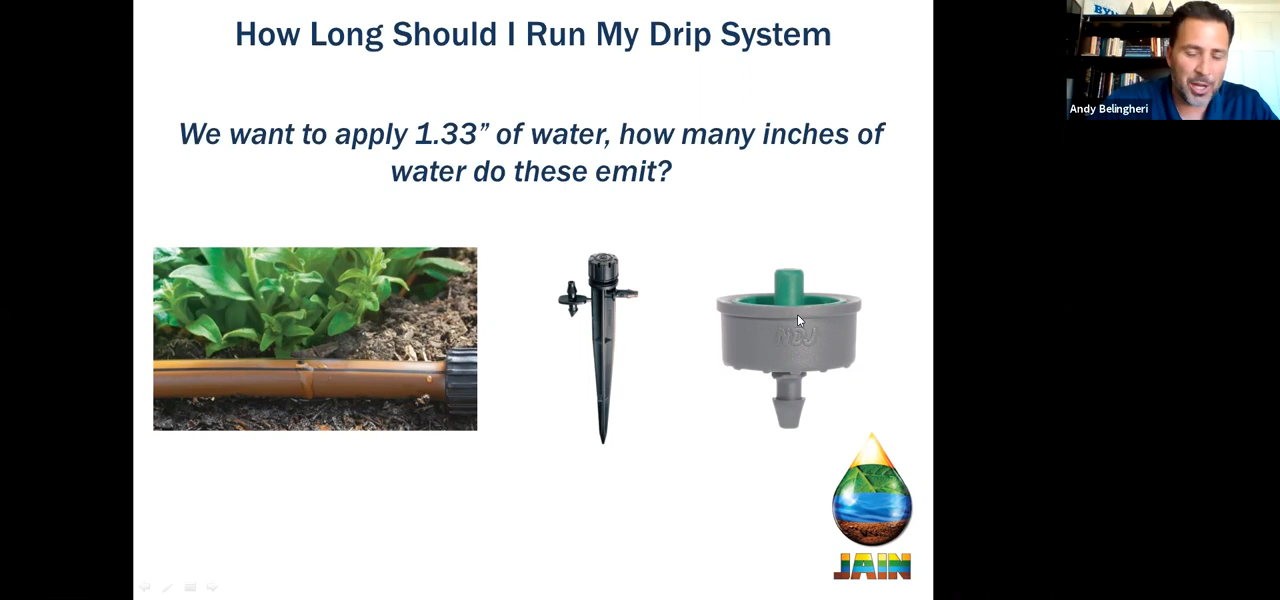 How Long Should I Run My Drip System
We want to apply 1.33” of water, how many inches of
water do these emit?
Andy Belingheri
JAIN